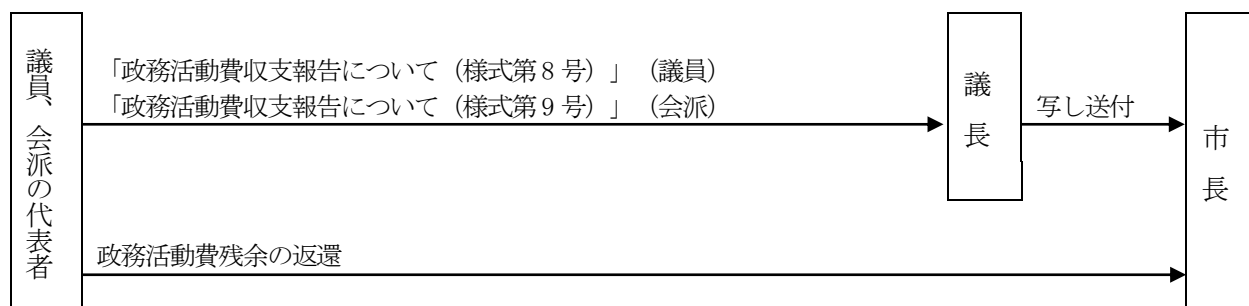 議員、会派の代表者
「政務活動費収支報告について（様式第８号）」（議員）
「政務活動費収支報告について（様式第９号）」（会派）
議長
写し送付
市長
政務活動費残余の返還